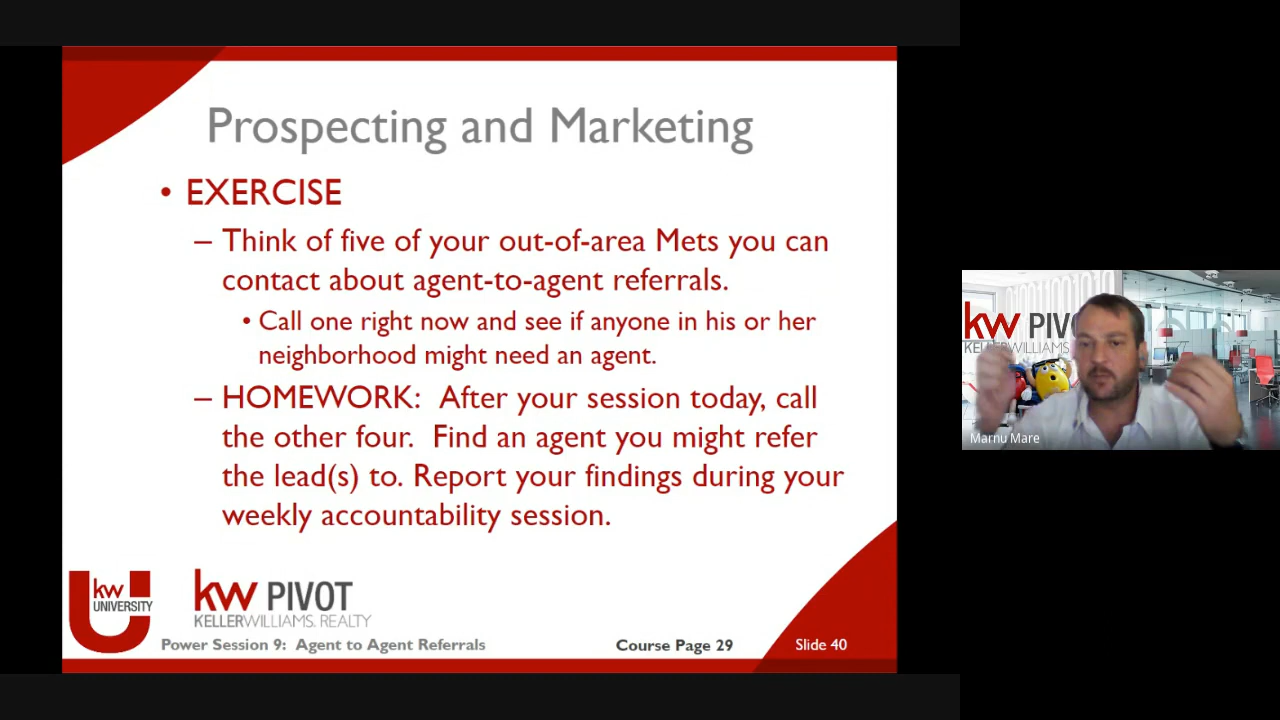 Prospecting and Marketing
• EXERCISE
– Think of five of your out-of-area Mets you can
contact about agent-to-agent referrals.
• Call one right now and see if anyone in his or her
neighborhood might need an agent.
– HOMEWORK: After your session today, call
the other four. Find an agent you might refer
the lead(s) to. Report your findings during your
weekly accountability session.
kw
UNIVERSITY
kw PIVOT
KELLERWILLIAMS. REALTY
Power Session 9: Agent to Agent Referrals
Course Page 29
Slide 40
kw PIV
KELLERWILLIAMS
Marnu Mare